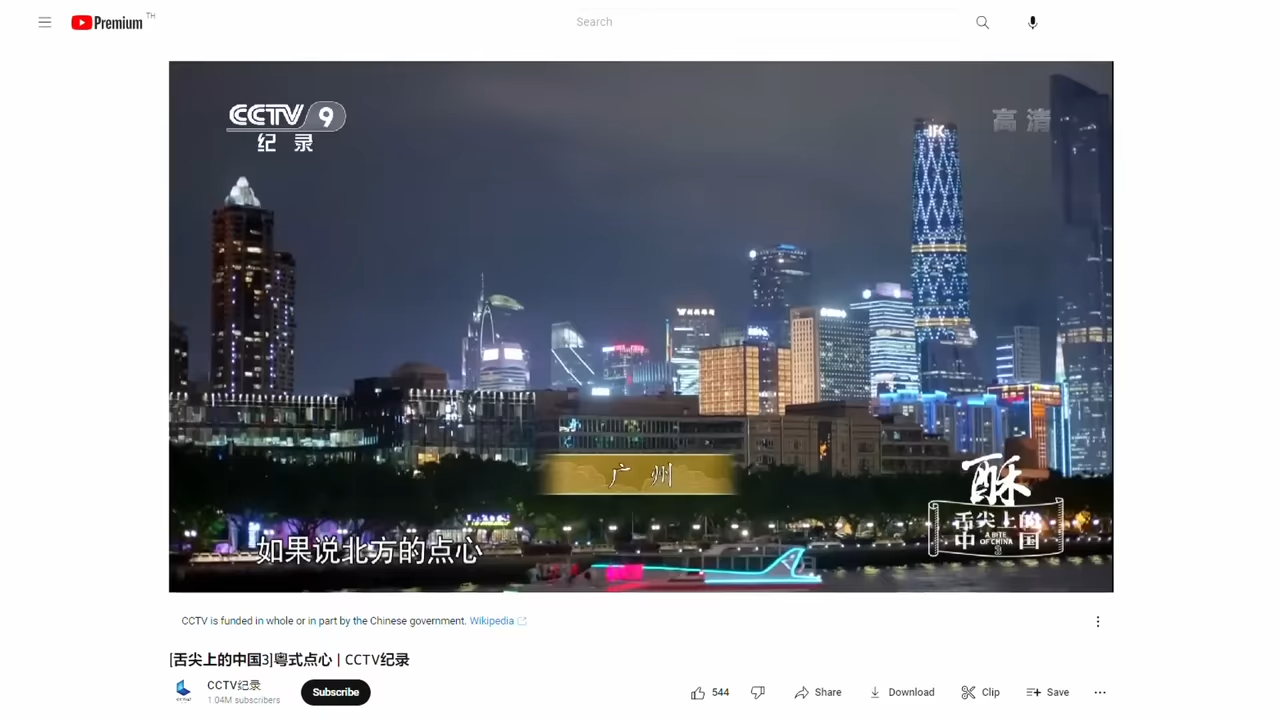 Premium TH
Search
CCTV 9
纪录
高清
IFK
广州
酥
舌尖上的
中国
A BITE
OF CHINA
3
如果说北方的点心
CCTV is funded in whole or in part by the Chinese government. Wikipedia
[舌尖上的中国3]粤式点心 | CCTV纪录
CCTV纪录
1.04M subscribers
Subscribe
544
Share
Download
Clip
Save